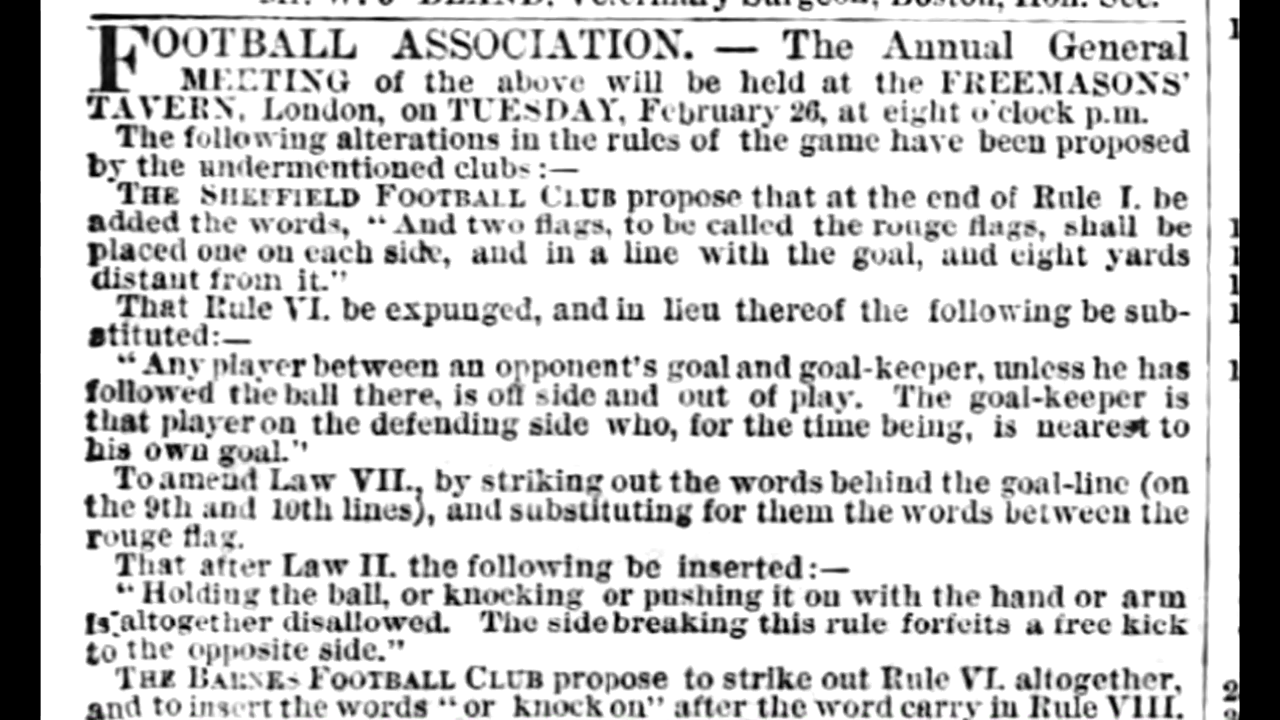 FOOTBALL ASSOCIATION. — The Annual General
MEETING of the above will be held at the FREEMASONS'
TAVERN, London, on TUESDAY, February 26, at eight o'clock p.m.
The following alterations in the rules of the game have been proposed
by the undermentioned clubs:—
THE SHEFFIELD FOOTBALL CLUB propose that at the end of Rule I. be
added the words, "And two flags, to be called the rouge flags, shall be
placed one on each side, and in a line with the goal, and eight yards
distant from it."
That Rule VI. be expunged, and in lieu thereof the following be sub-
stituted:—
"Any player between an opponent's goal and goal-keeper, unless he has
followed the ball there, is off side and out of play. The goal-keeper is
that player on the defending side who, for the time being, is nearest to
his own goal."
To amend Law VII., by striking out the words behind the goal-line (on
the 9th and 10th lines), and substituting for them the words between the
rouge flag.
That after Law II. the following be inserted:—
"Holding the ball, or knocking or pushing it on with the hand or arm
is altogether disallowed. The side breaking this rule forfeits a free kick
to the opposite side."
THE BARNES FOOTBALL CLUB propose to strike out Rule VI. altogether,
and to insert the words "or knock on" after the word carry in Rule VIII.